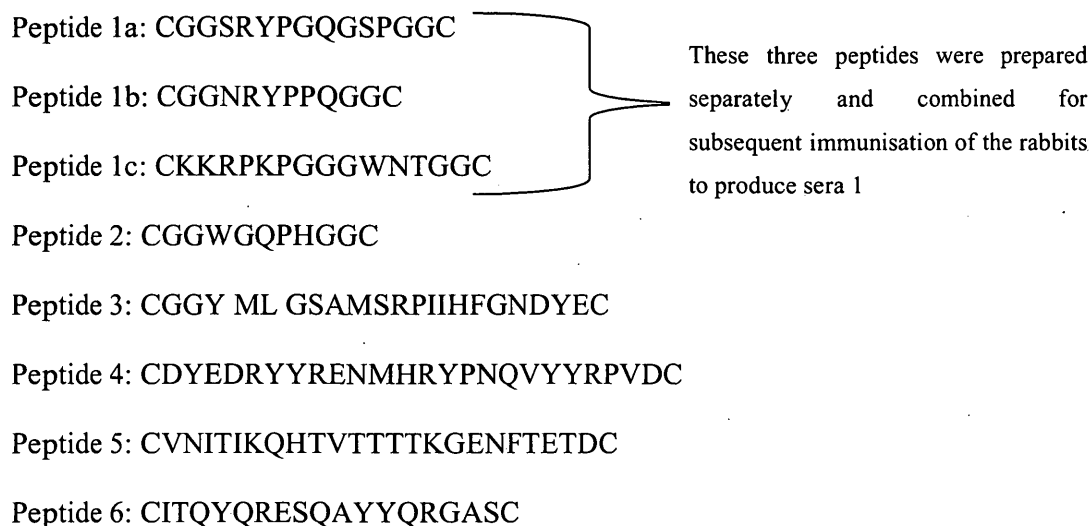 Peptide 1a: CGGSRYPGQGSPGGC
Peptide 1b: CGGNRYPPQGGC
Peptide 1c: CKKRPKPGGGWNTGGC
These three peptides were prepared
separately and combined for
subsequent immunisation of the rabbits
to produce sera 1
Peptide 2: CGGWGQPHGGC
Peptide 3: CGGY ML GSAMSRPIIHFGNDYEC
Peptide 4: CDYEDRYYRENMHRYPNQVYYRPVDC
Peptide 5: CVNITIKQHTVTTTTKGENFTETDC
Peptide 6: CITQYQRESQAYYQRGASC